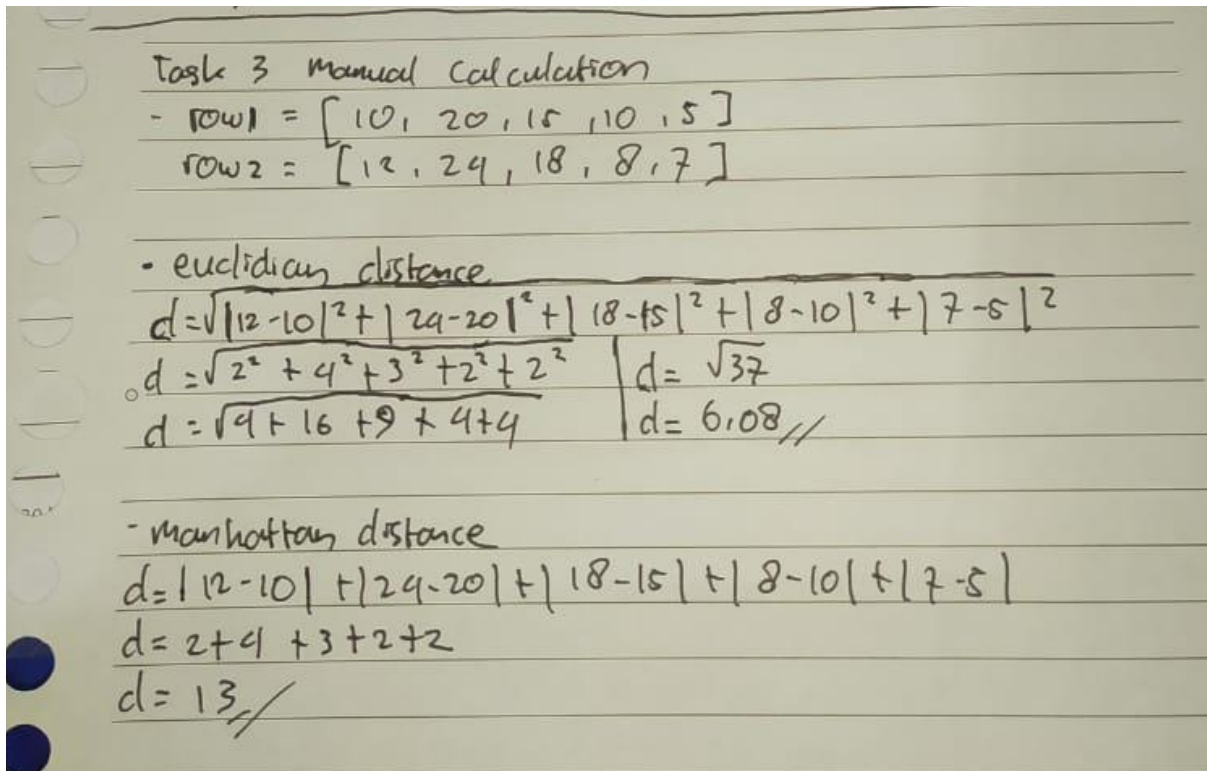 Task 3 Manual Calculation
- row1 = [ 10, 20, 15, 10, 5 ]
row2 = [ 12, 24, 18, 8, 7 ]
- euclidian distance
d = √|12-10|² + |24-20|² + |18-15|² + |8-10|² + |7-5|²
d = √2² + 4² + 3² + 2² + 2²
d = √4 + 16 + 9 + 4 + 4
d = √37
d = 6,08 //
- manhattan distance
d = |12-10| + |24-20| + |18-15| + |8-10| + |7-5|
d = 2+4+3+2+2
d = 13 //